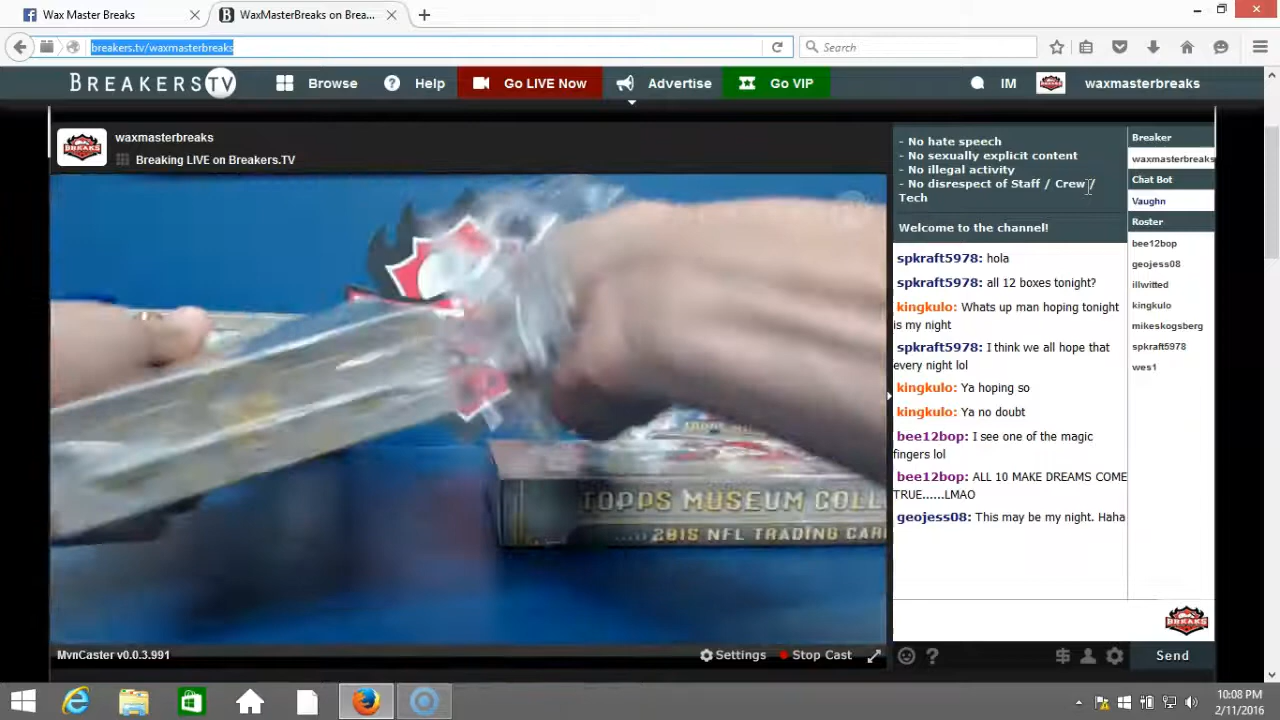 Wax Master Breaks
WaxMasterBreaks on Brea...
breakers.tv/waxmasterbreaks
Search
BREAKERS TV
Browse
Help
Go LIVE Now
Advertise
Go VIP
IM
waxmasterbreaks
waxmasterbreaks
Breaking LIVE on Breakers.TV
TOPPS MUSEUM COLL
2015 NFL TRADING CAR
MvnCaster v0.0.3.991
Settings
Stop Cast
- No hate speech
- No sexually explicit content
- No illegal activity
- No disrespect of Staff / Crew /
Tech
Welcome to the channel!
spkraft5978: hola
spkraft5978: all 12 boxes tonight?
kingkulo: Whats up man hoping tonight
is my night
spkraft5978: I think we all hope that
every night lol
kingkulo: Ya hoping so
kingkulo: Ya no doubt
bee12bop: I see one of the magic
fingers lol
bee12bop: ALL 10 MAKE DREAMS COME
TRUE......LMAO
geojess08: This may be my night. Haha
Breaker
waxmasterbreaks
Chat Bot
Vaughn
Roster
bee12bop
geojess08
illwitted
kingkulo
mikeskogsberg
spkraft5978
wes1
BREAKS
Send
10:08 PM
2/11/2016